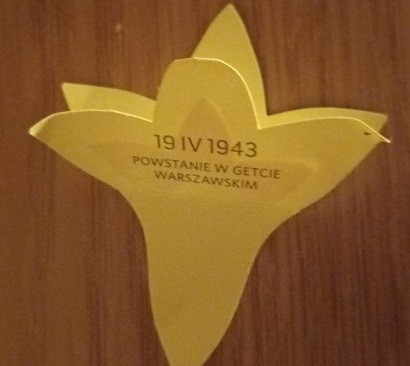 19 IV 1943
POWSTANIE W GETCIE
WARSZAWSKIM